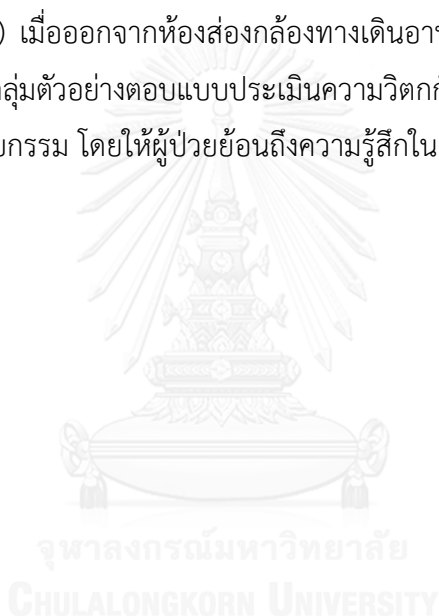 ) เมื่อออกจากห้องส่องกล้องทางเดินอา
ลุ่มตัวอย่างตอบแบบประเมินความวิตกกั
บกรรม โดยให้ผู้ป่วยย้อนถึงความรู้สึกใน
จุฬาลงกรณ์มหาวิทยาลัย
CHULALONGKORN UNIVERSITY